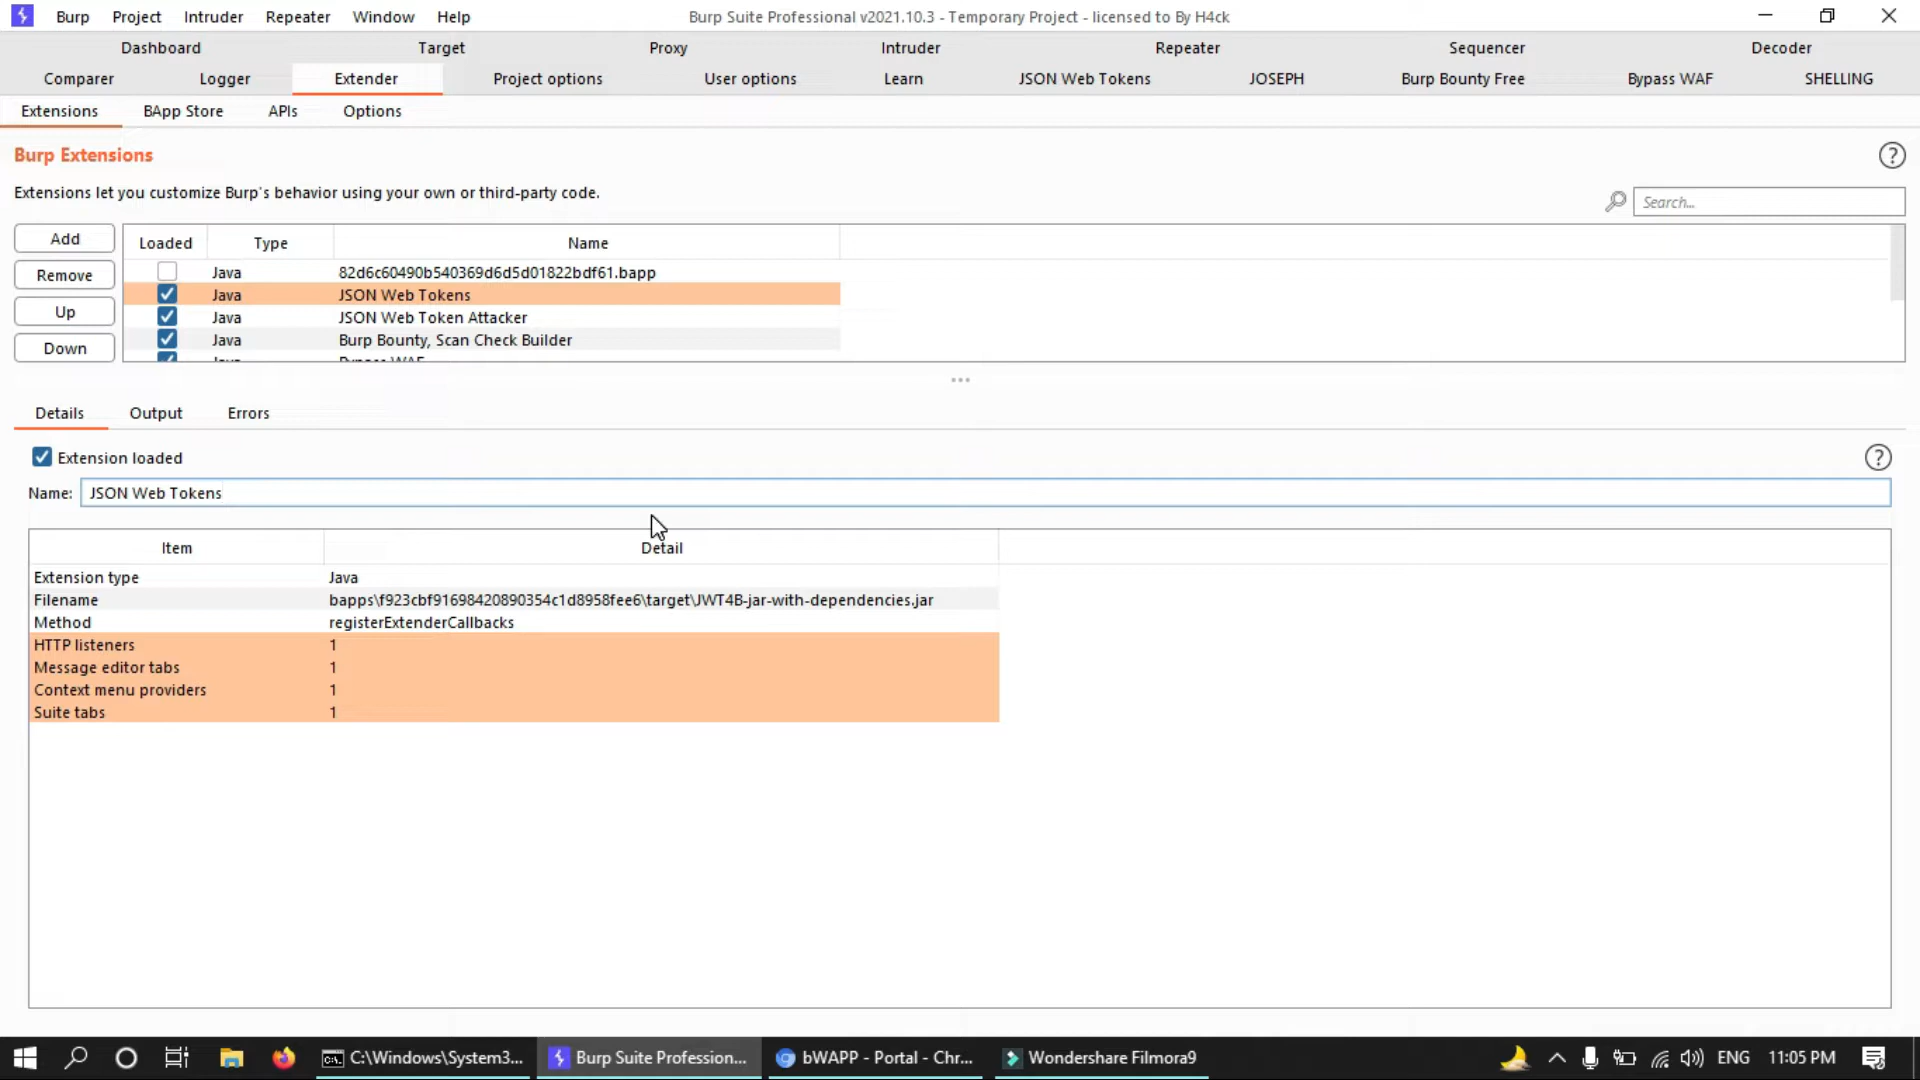 Burp Project Intruder Repeater Window Help
Burp Suite Professional v2021.10.3 - Temporary Project - licensed to By H4ck
Dashboard Target Proxy Intruder Repeater Sequencer Decoder
Comparer Logger Extender Project options User options Learn JSON Web Tokens JOSEPH Burp Bounty Free Bypass WAF SHELLING
Extensions BApp Store APIs Options
Burp Extensions
Extensions let you customize Burp's behavior using your own or third-party code.
Search...
Add
Remove
Up
Down
Loaded Type Name
Java 82d6c60490b540369d6d5d01822bdf61.bapp
Java JSON Web Tokens
Java JSON Web Token Attacker
Java Burp Bounty, Scan Check Builder
Java Bypass WAF
Details Output Errors
Extension loaded
Name: JSON Web Tokens
Item Detail
Extension type Java
Filename bapps\f923cbf91698420890354c1d8958fee6\target\JWT4B-jar-with-dependencies.jar
Method registerExtenderCallbacks
HTTP listeners 1
Message editor tabs 1
Context menu providers 1
Suite tabs 1
C:\Windows\System3... Burp Suite Profession... bWAPP - Portal - Chr... Wondershare Filmora9 ENG 11:05 PM